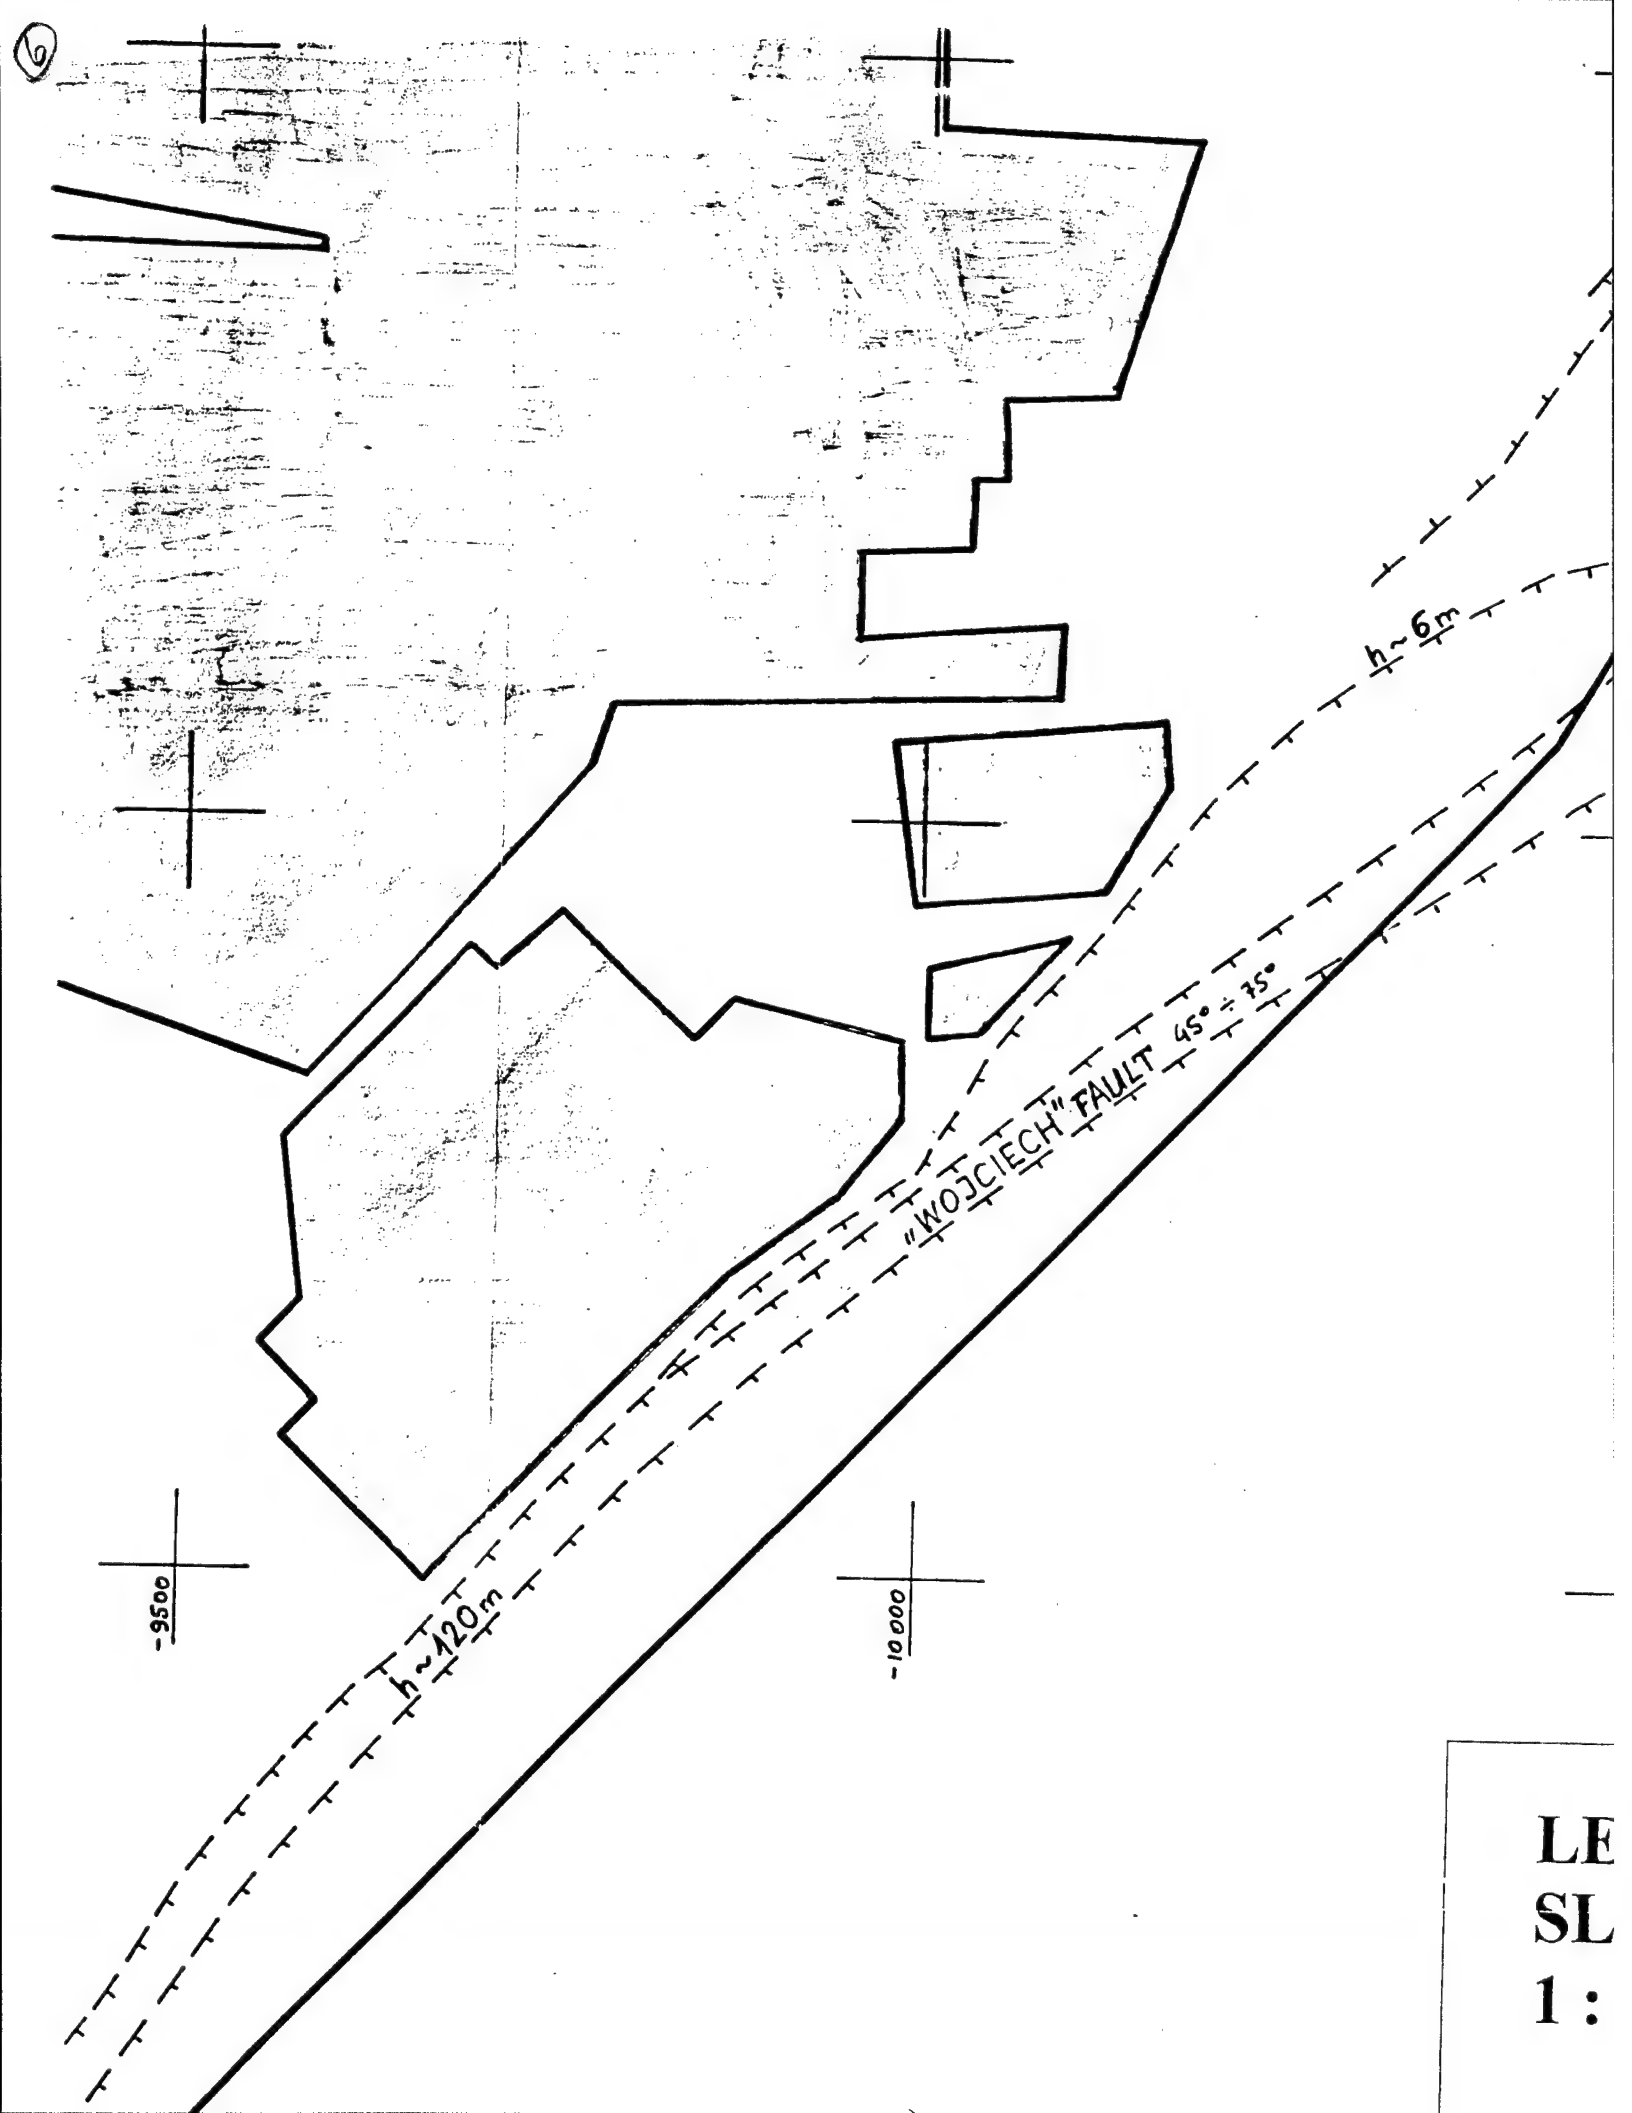 6
h~6m
"WOJCIECH" FAULT 45° ÷ 75°
h~120m
-9500
-10000
LE
SL
1: